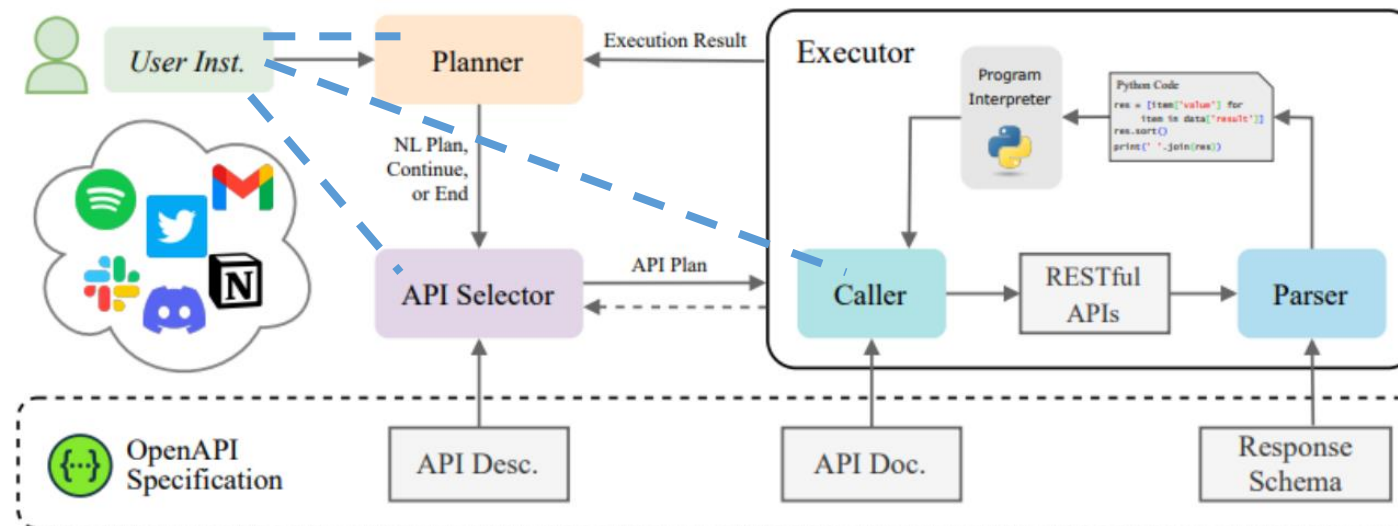 User Inst.
Planner
Execution Result
Executor
Program
Interpreter
Python Code
res = [item['value'] for
item in data['result']]
res.sort()
print(' '.join(res))
NL Plan,
Continue,
or End
N
API Selector
API Plan
Caller
RESTful
APIs
Parser
{···}
OpenAPI
Specification
API Desc.
API Doc.
Response
Schema